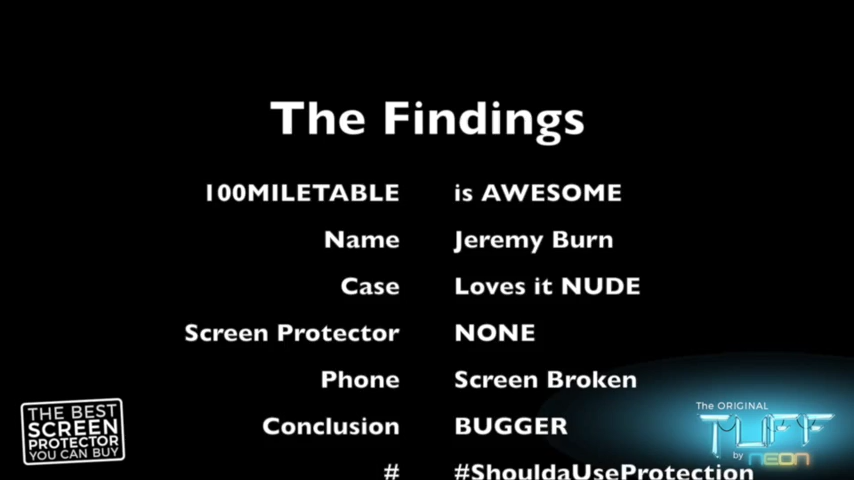 The Findings
100MILETABLE is AWESOME
Name Jeremy Burn
Case Loves it NUDE
Screen Protector NONE
Phone Screen Broken
Conclusion BUGGER
# #ShouldaUseProtection
THE BEST
SCREEN
PROTECTOR
YOU CAN BUY
The ORIGINAL
TUFF
by neon